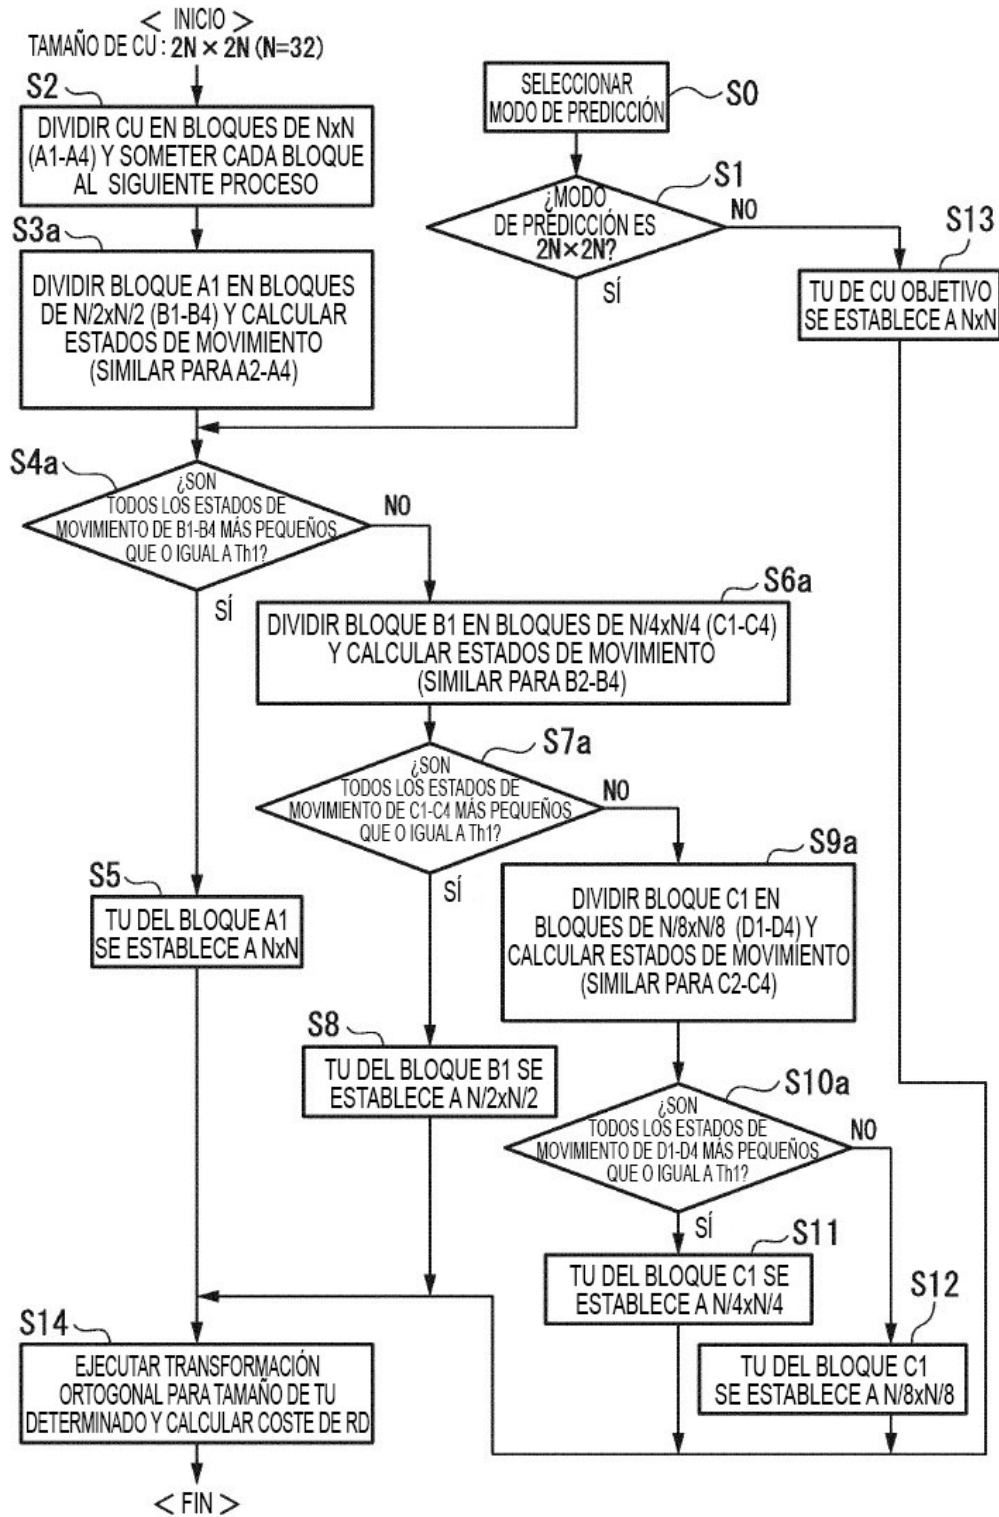 < INICIO >
TAMAÑO DE CU : 2N × 2N (N=32)
S2
DIVIDIR CU EN BLOQUES DE NxN
(A1-A4) Y SOMETER CADA BLOQUE
AL SIGUIENTE PROCESO
SELECCIONAR
MODO DE PREDICCIÓN
S0
S1
¿MODO
DE PREDICCIÓN ES
2N×2N?
NO
SÍ
S13
TU DE CU OBJETIVO
SE ESTABLECE A NxN
S3a
DIVIDIR BLOQUE A1 EN BLOQUES
DE N/2xN/2 (B1-B4) Y CALCULAR
ESTADOS DE MOVIMIENTO
(SIMILAR PARA A2-A4)
S4a
¿SON
TODOS LOS ESTADOS DE
MOVIMIENTO DE B1-B4 MÁS PEQUEÑOS
QUE O IGUAL A Th1?
NO
SÍ
S6a
DIVIDIR BLOQUE B1 EN BLOQUES DE N/4xN/4 (C1-C4)
Y CALCULAR ESTADOS DE MOVIMIENTO
(SIMILAR PARA B2-B4)
S7a
¿SON
TODOS LOS ESTADOS DE
MOVIMIENTO DE C1-C4 MÁS PEQUEÑOS
QUE O IGUAL A Th1?
NO
SÍ
S5
TU DEL BLOQUE A1
SE ESTABLECE A NxN
S9a
DIVIDIR BLOQUE C1 EN
BLOQUES DE N/8xN/8 (D1-D4) Y
CALCULAR ESTADOS DE MOVIMIENTO
(SIMILAR PARA C2-C4)
S8
TU DEL BLOQUE B1 SE
ESTABLECE A N/2xN/2
S10a
¿SON
TODOS LOS ESTADOS DE
MOVIMIENTO DE D1-D4 MÁS PEQUEÑOS
QUE O IGUAL A Th1?
NO
SÍ
S11
TU DEL BLOQUE C1 SE
ESTABLECE A N/4xN/4
S12
TU DEL BLOQUE C1
SE ESTABLECE A N/8xN/8
S14
EJECUTAR TRANSFORMACIÓN
ORTOGONAL PARA TAMAÑO DE TU
DETERMINADO Y CALCULAR COSTE DE RD
< FIN >